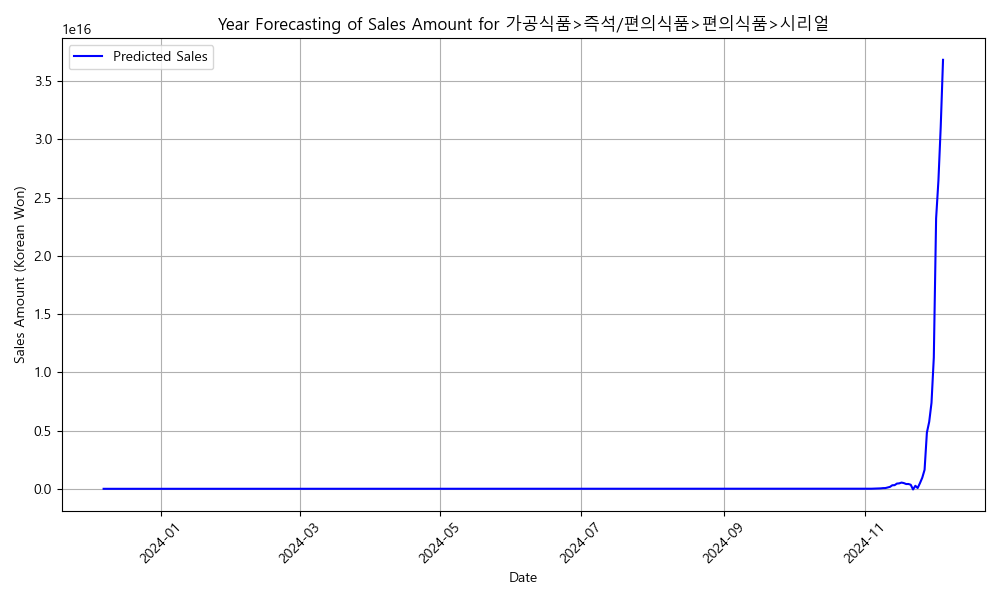 Year Forecasting of Sales Amount for 가공식품>즉석/편의식품>편의식품>시리얼
1e16
Predicted Sales
3.5
3.0
2.5
2.0
1.5
1.0
0.5
0.0
Sales Amount (Korean Won)
2024-01
2024-03
2024-05
2024-07
2024-09
2024-11
Date